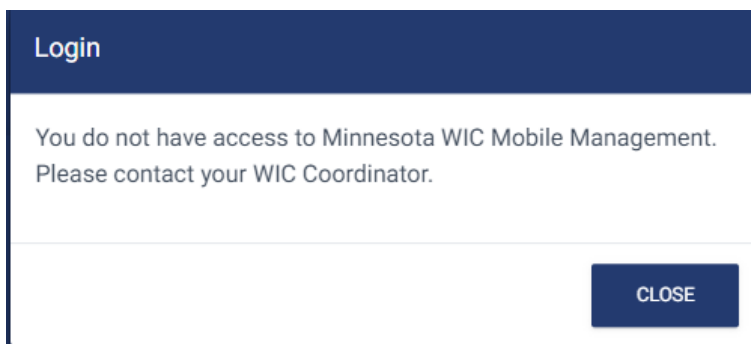 Login
You do not have access to Minnesota WIC Mobile Management.
Please contact your WIC Coordinator.
CLOSE